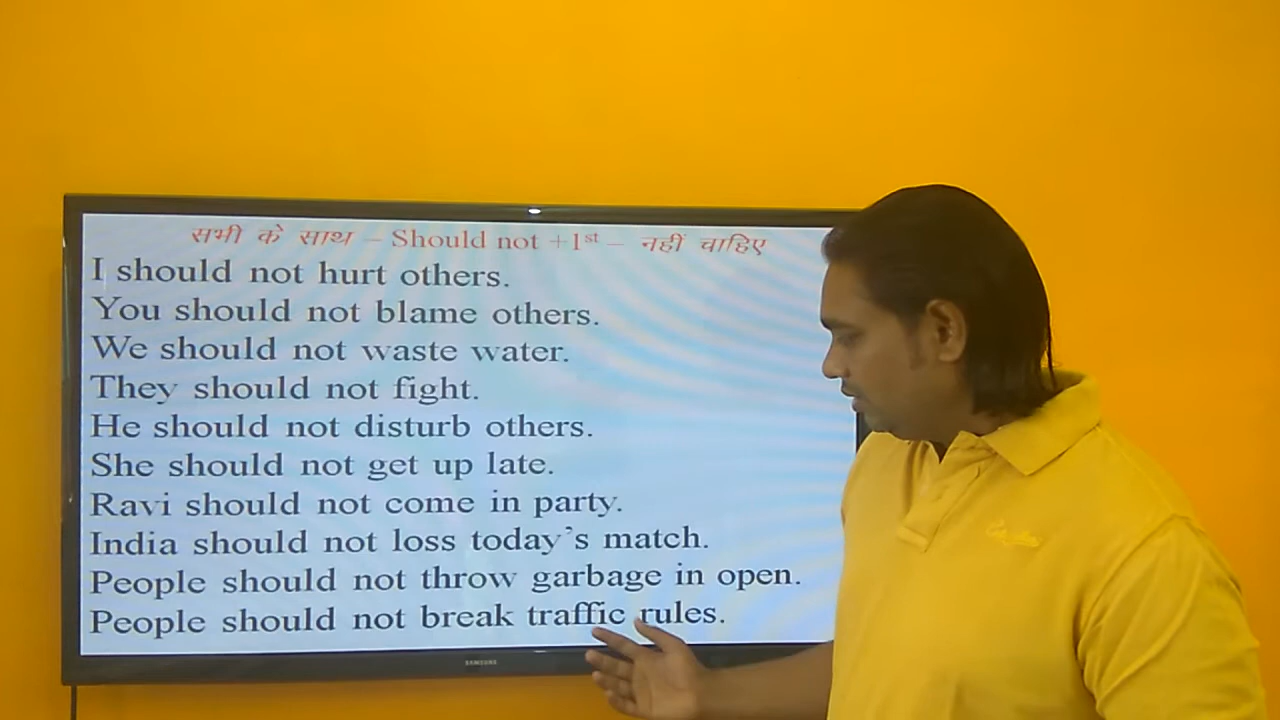 सभी के साथ – Should not +1st – नहीं चाहिए
I should not hurt others.
You should not blame others.
We should not waste water.
They should not fight.
He should not disturb others.
She should not get up late.
Ravi should not come in party.
India should not loss today's match.
People should not throw garbage in open.
People should not break traffic rules.
SAMSUNG